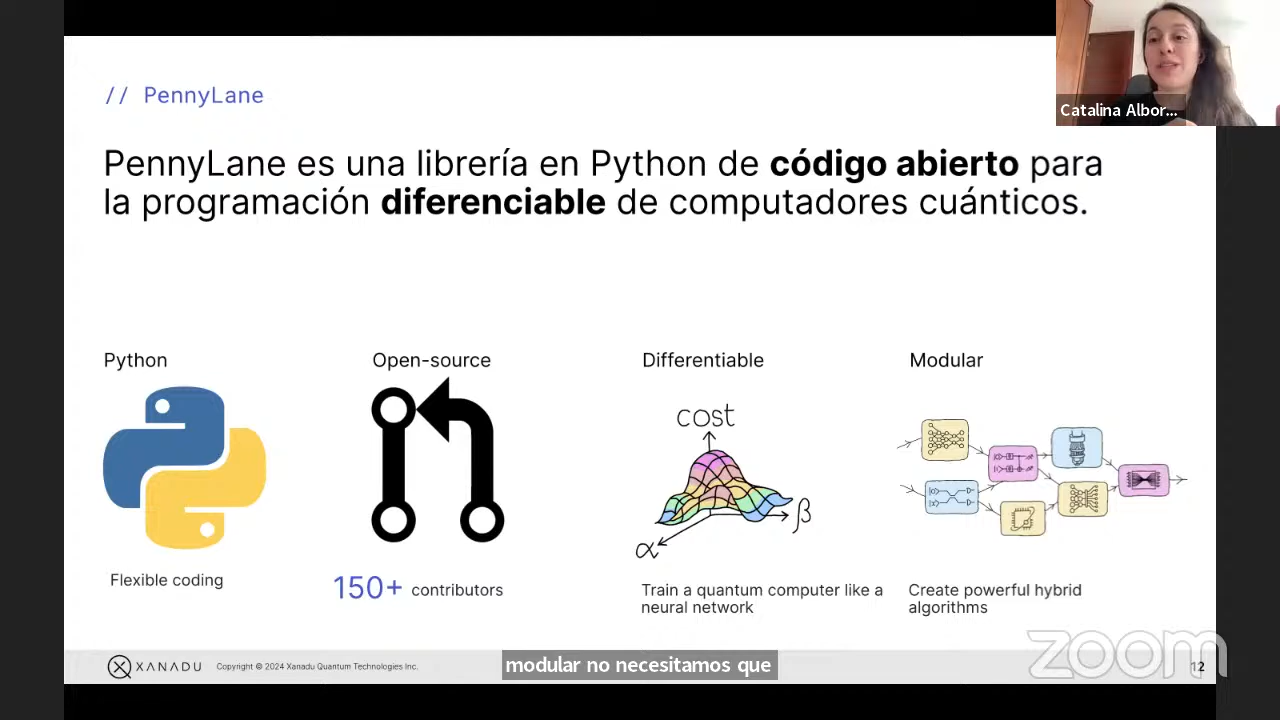 // PennyLane
Catalina Albor...
PennyLane es una librería en Python de código abierto para
la programación diferenciable de computadores cuánticos.
Python
Open-source
Differentiable
Modular
cost
β
α
Flexible coding
150+ contributors
Train a quantum computer like a
neural network
Create powerful hybrid
algorithms
XANADU
Copyright © 2024 Xanadu Quantum Technologies Inc.
modular no necesitamos que
zoom
12